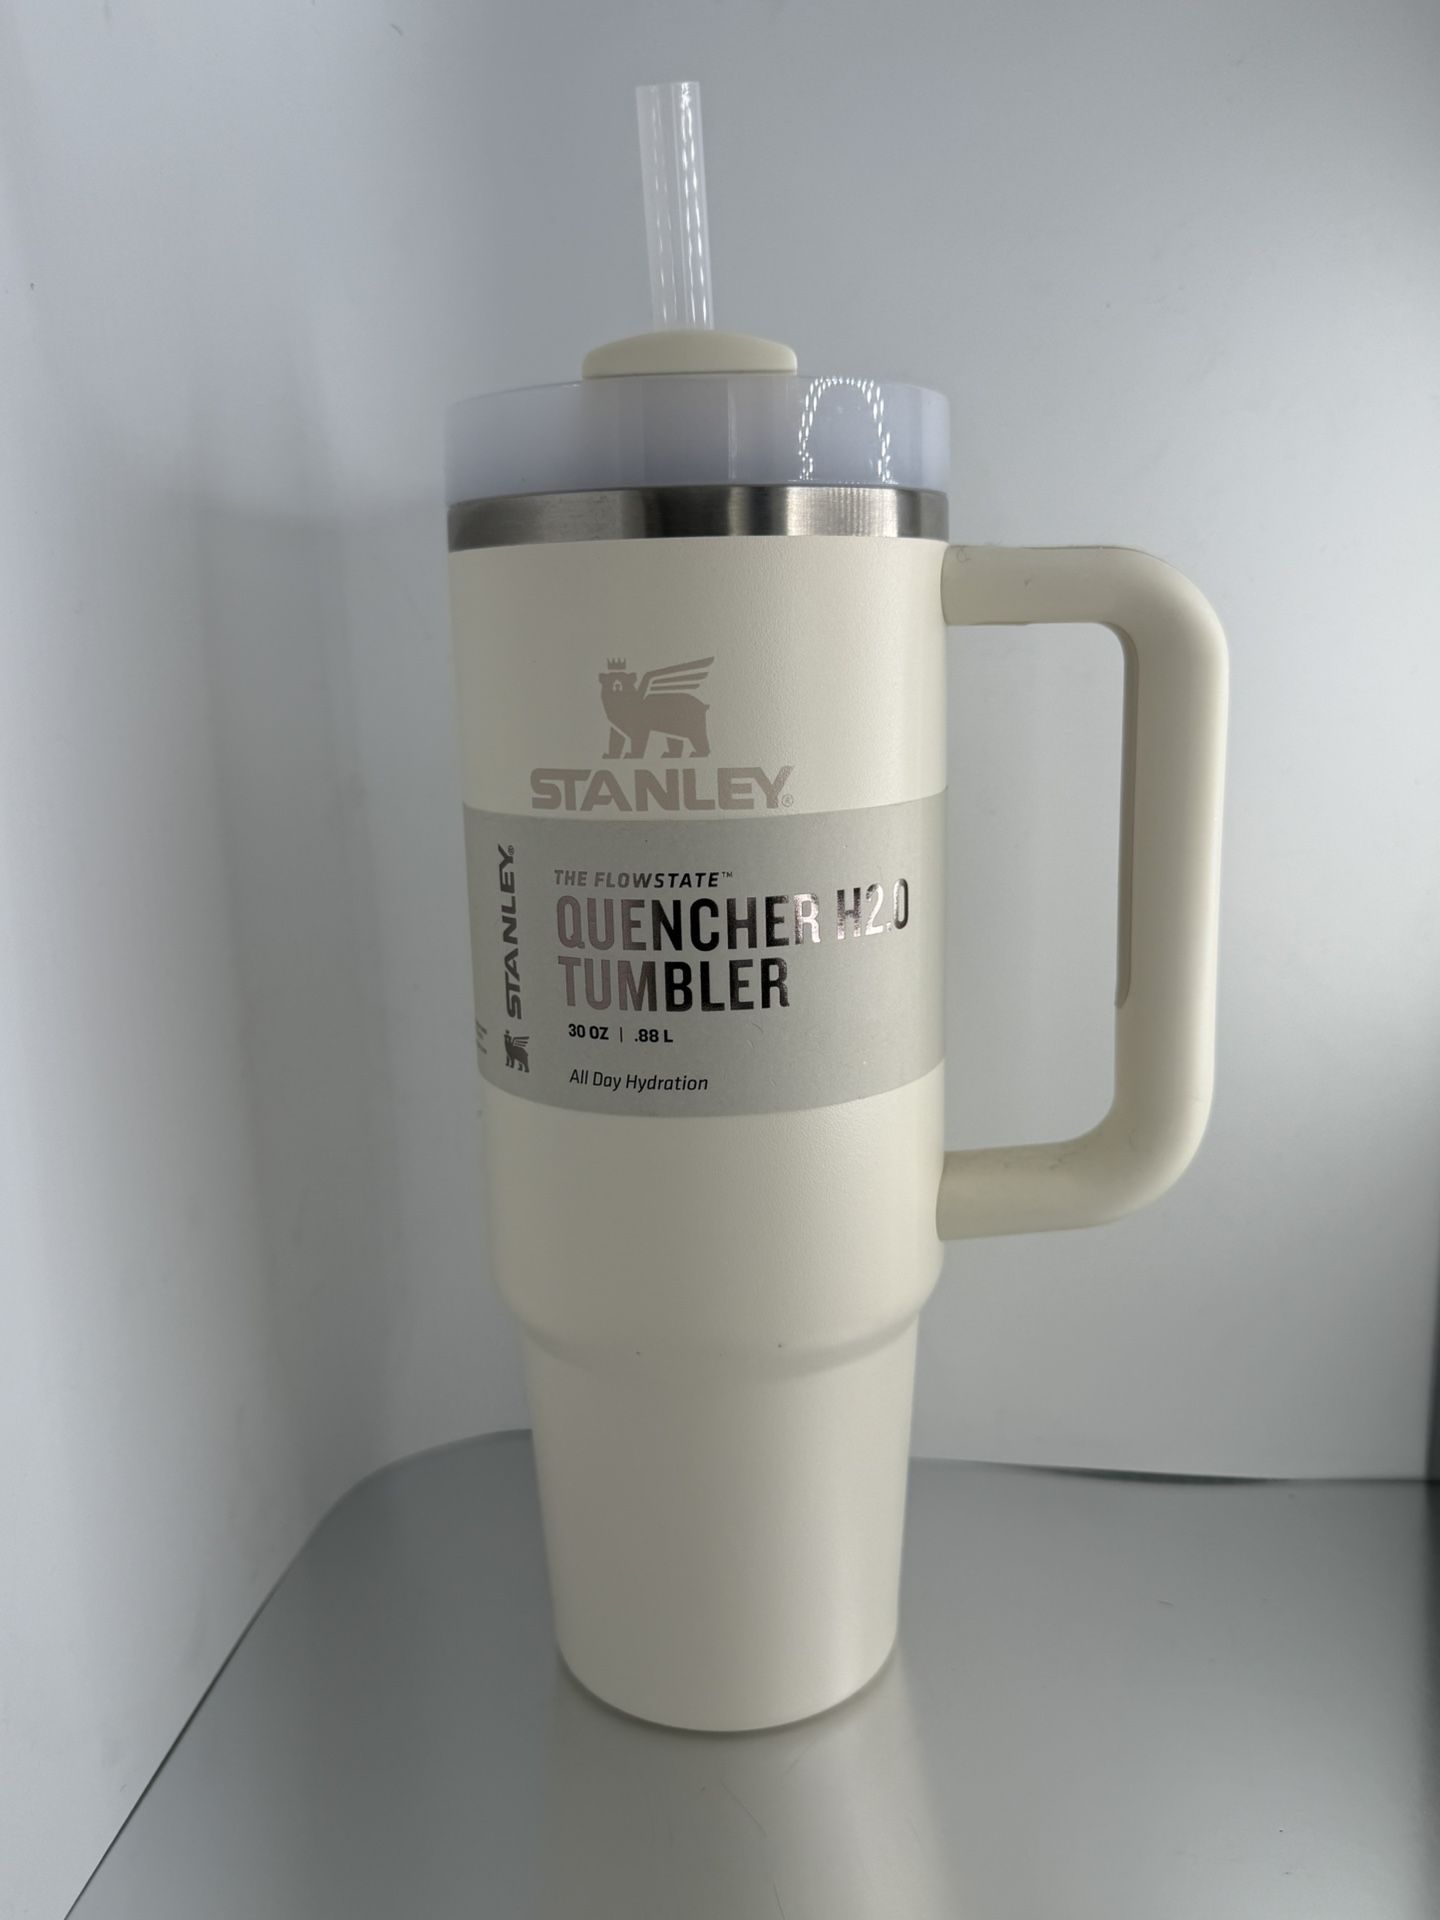 STANLEY®
STANLEY®
THE FLOWSTATE™
QUENCHER H2.0
TUMBLER
30 OZ | .88 L
All Day Hydration